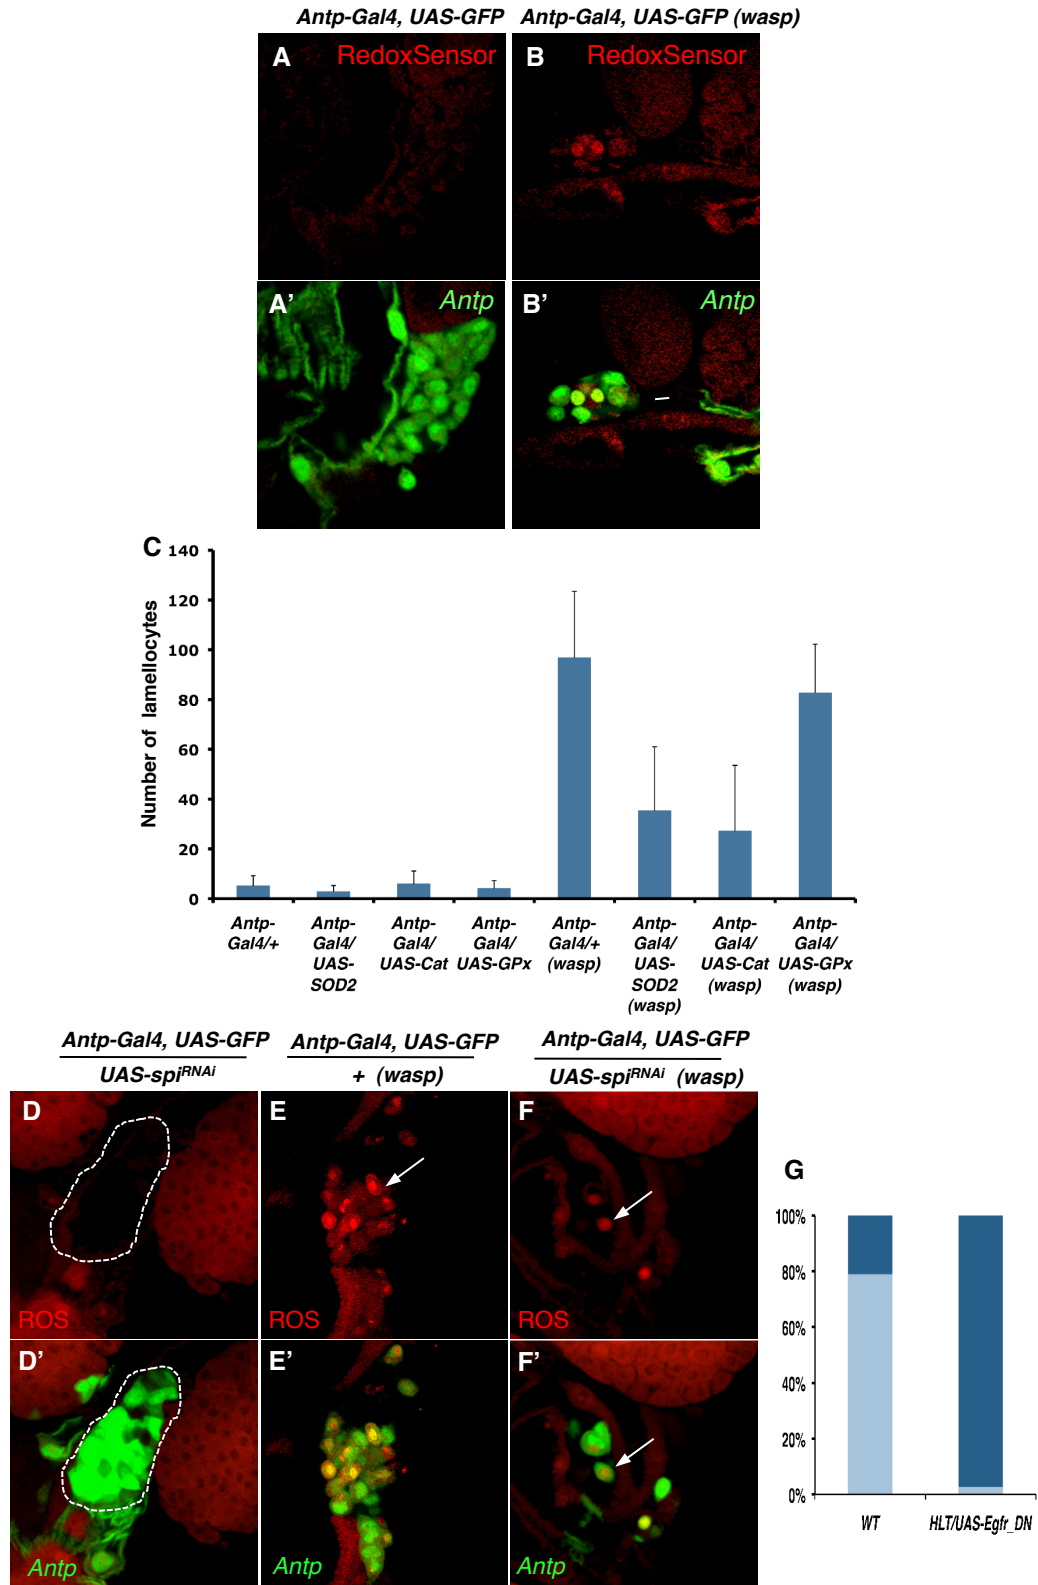 Antp-Gal4, UAS-GFP
Antp-Gal4, UAS-GFP (wasp)
A
RedoxSensor
B
RedoxSensor
A’
Antp
B’
Antp
C
140
120
100
80
60
40
20
0
Number of lamellocytes
Antp-
Gal4/+
Antp-
Gal4/
UAS-
SOD2
Antp-
Gal4/
UAS-Cat
Antp-
Gal4/
UAS-GPx
Antp-
Gal4/+
(wasp)
Antp-
Gal4/
UAS-
SOD2
(wasp)
Antp-
Gal4/
UAS-Cat
(wasp)
Antp-
Gal4/
UAS-GPx
(wasp)
Antp-Gal4, UAS-GFP
UAS-spiRNAi
Antp-Gal4, UAS-GFP
+ (wasp)
Antp-Gal4, UAS-GFP
UAS-spiRNAi (wasp)
D
ROS
E
ROS
F
ROS
D’
Antp
E’
Antp
F’
Antp
G
100%
80%
60%
40%
20%
0%
WT
HLT/UAS-Egfr_DN